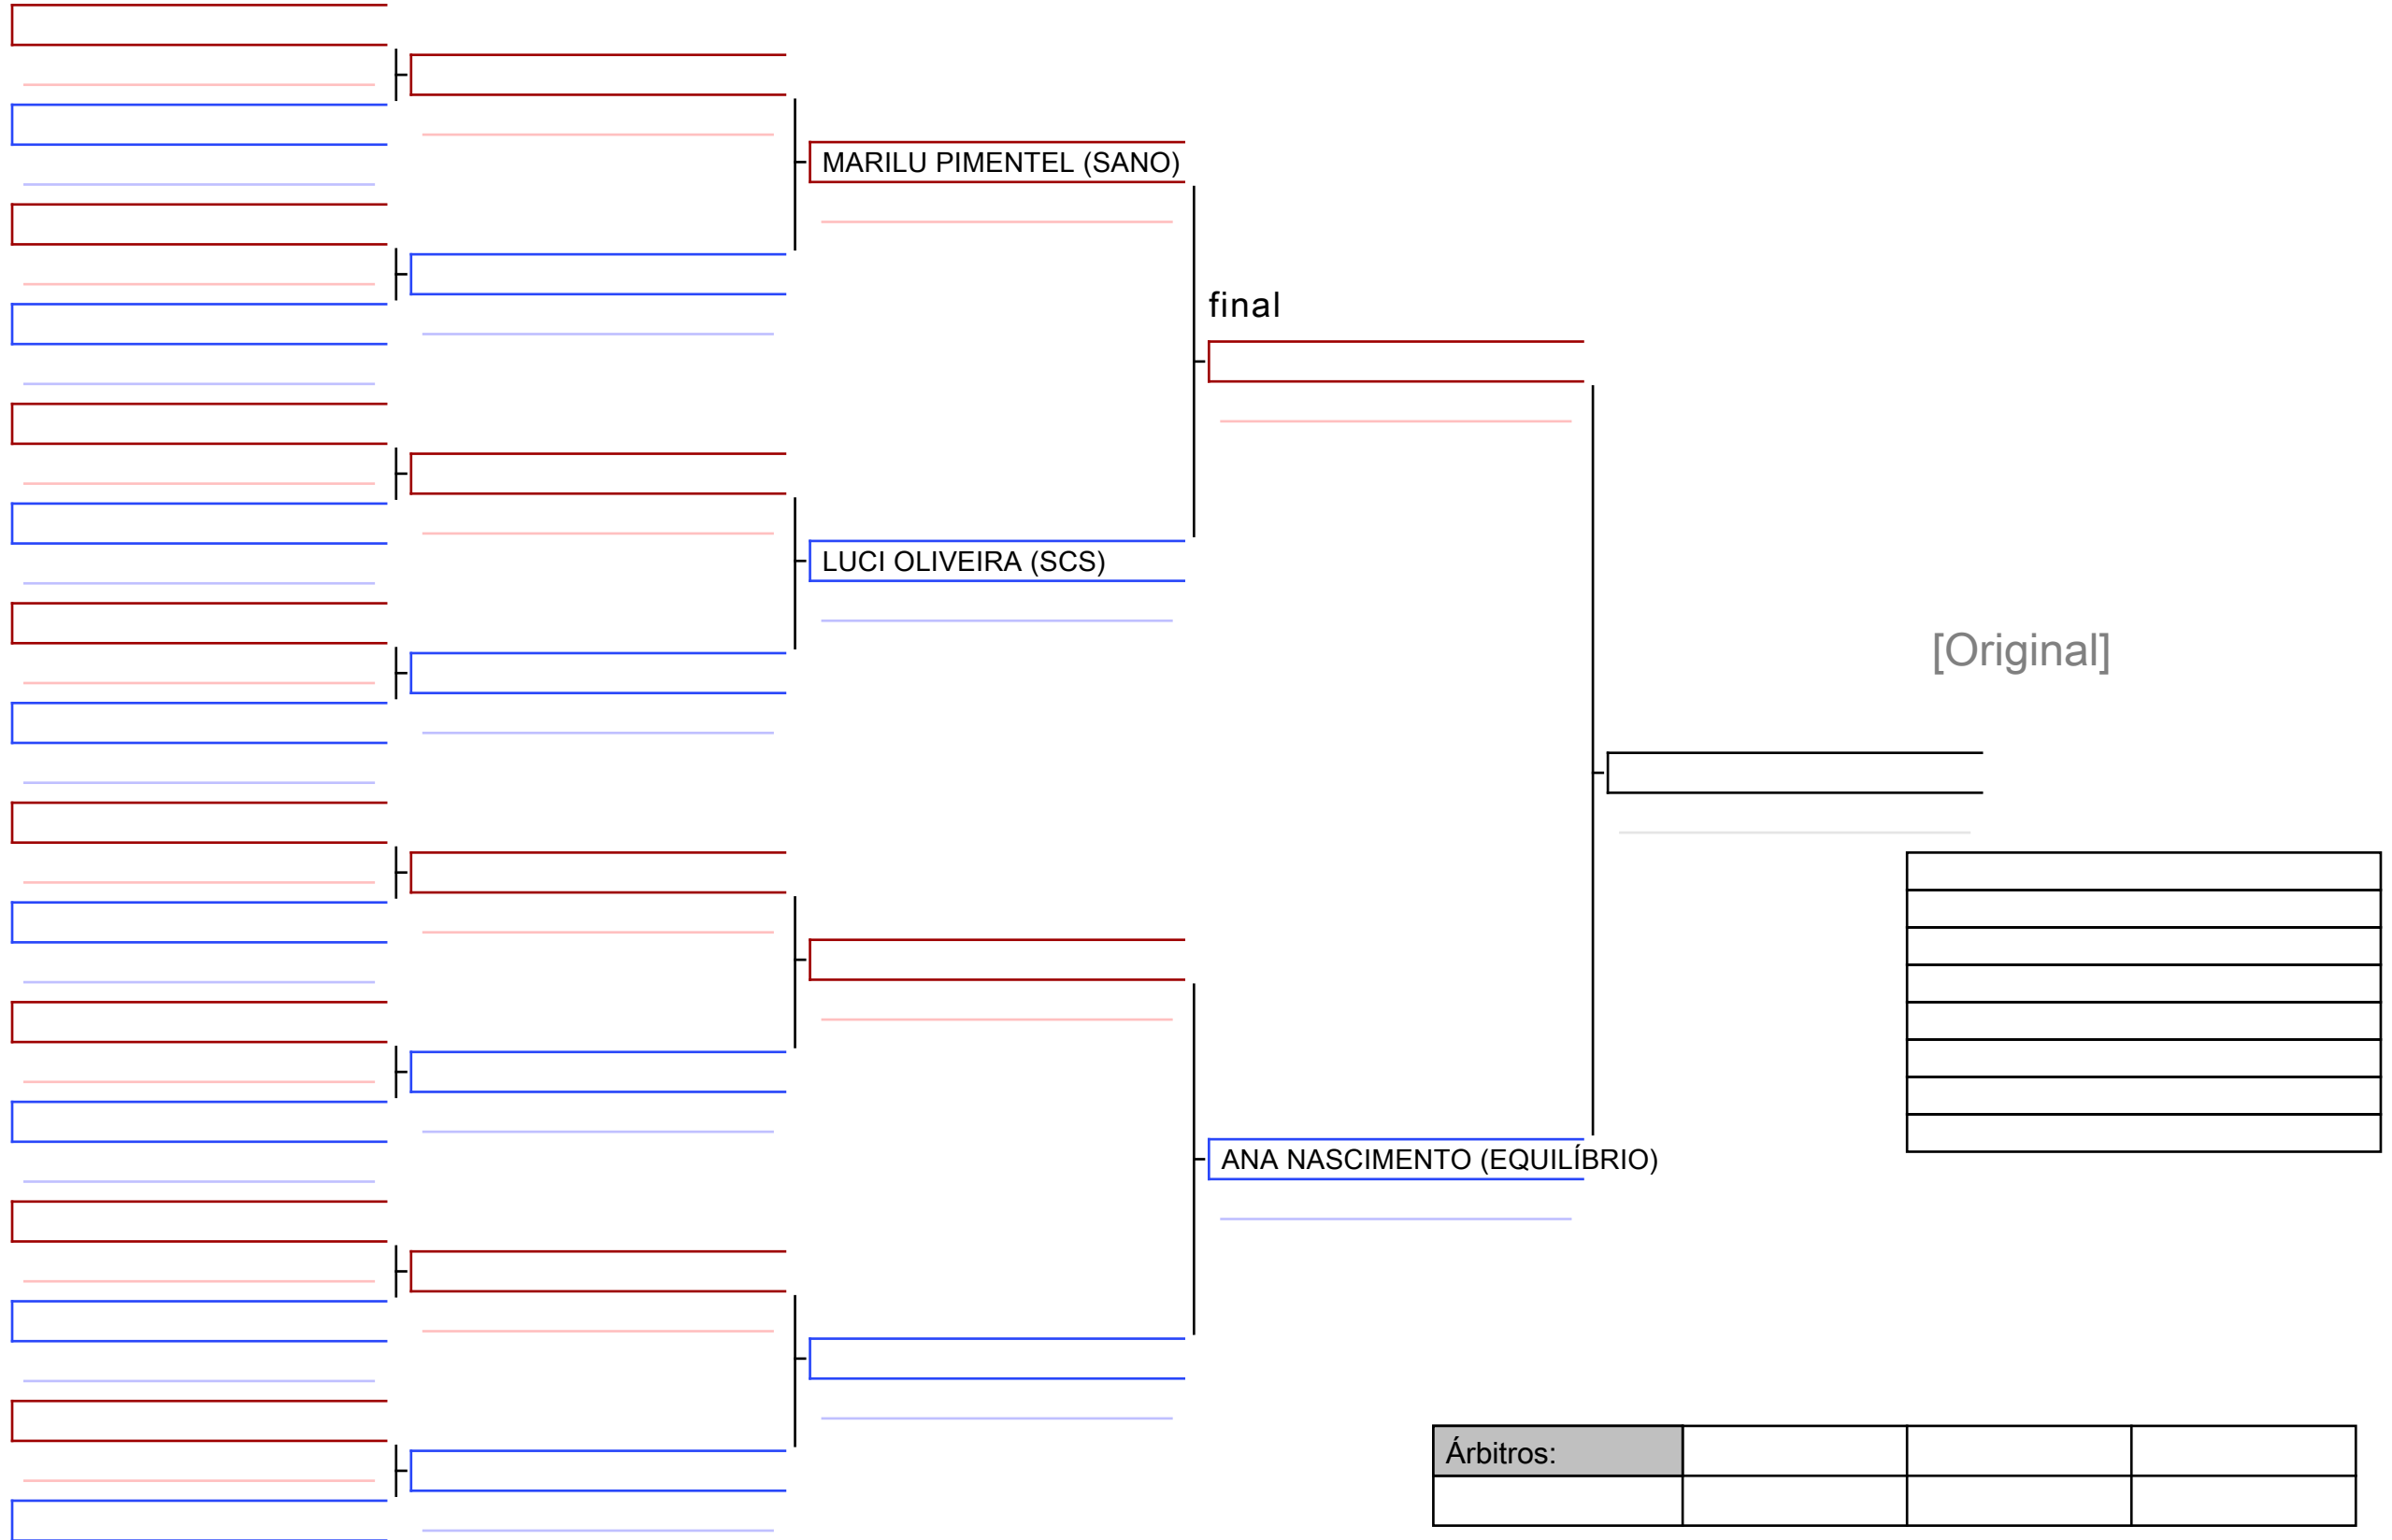 MARILU PIMENTEL (SANO)
final
LUCI OLIVEIRA (SCS)
[Original]
ANA NASCIMENTO (EQUILÍBRIO)
Árbitros: